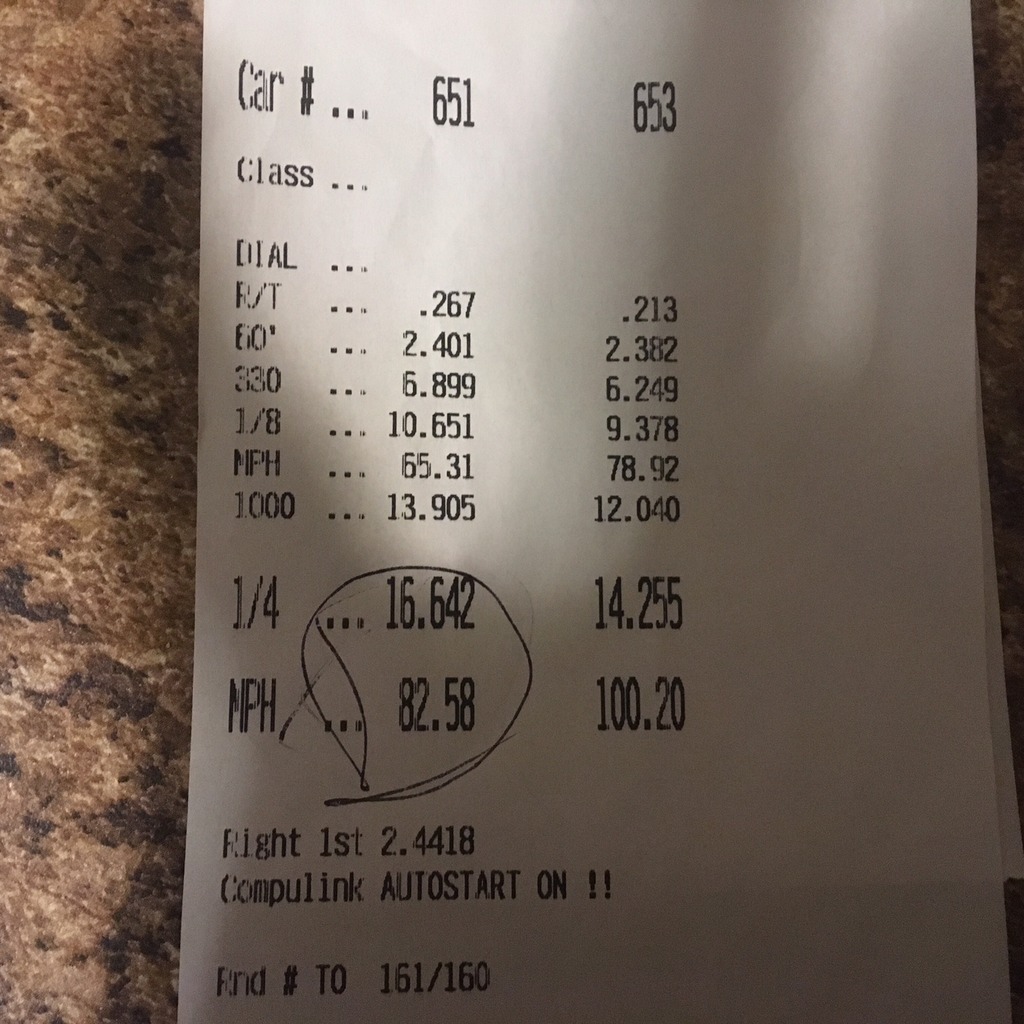 Car # ... 651 653
Class ...
DIAL ...
R/T ... .267 .213
60' ... 2.401 2.382
330 ... 6.899 6.249
1/8 ... 10.651 9.378
MPH ... 65.31 78.92
1000 ... 13.905 12.040
1/4 ... 16.642 14.255
MPH ... 82.58 100.20
Right 1st 2.4418
Compulink AUTOSTART ON !!
Rnd # TO 161/160